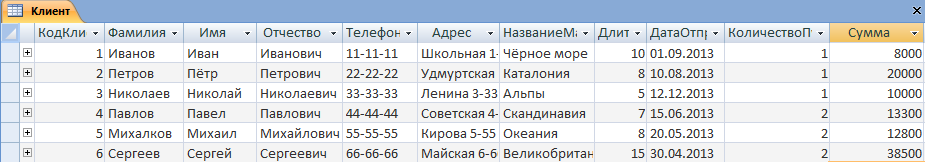 Клиент
КодКли Фамилия Имя Отчество Телефон Адрес НазваниеМа Длит ДатаОтпр КоличествоПу Сумма
1 Иванов Иван Иванович 11-11-11 Школьная 1- Чёрное море 10 01.09.2013 1 8000
2 Петров Пётр Петрович 22-22-22 Удмуртская Каталония 8 10.08.2013 1 20000
3 Николаев Николай Николаевич 33-33-33 Ленина 3-33 Альпы 5 12.12.2013 1 10000
4 Павлов Павел Павлович 44-44-44 Советская 4- Скандинавия 7 15.06.2013 2 13300
5 Михалков Михаил Михайлович 55-55-55 Кирова 5-55 Океания 8 20.05.2013 2 12800
6 Сергеев Сергей Сергеевич 66-66-66 Майская 6-6 Великобритан 15 30.04.2013 2 38500